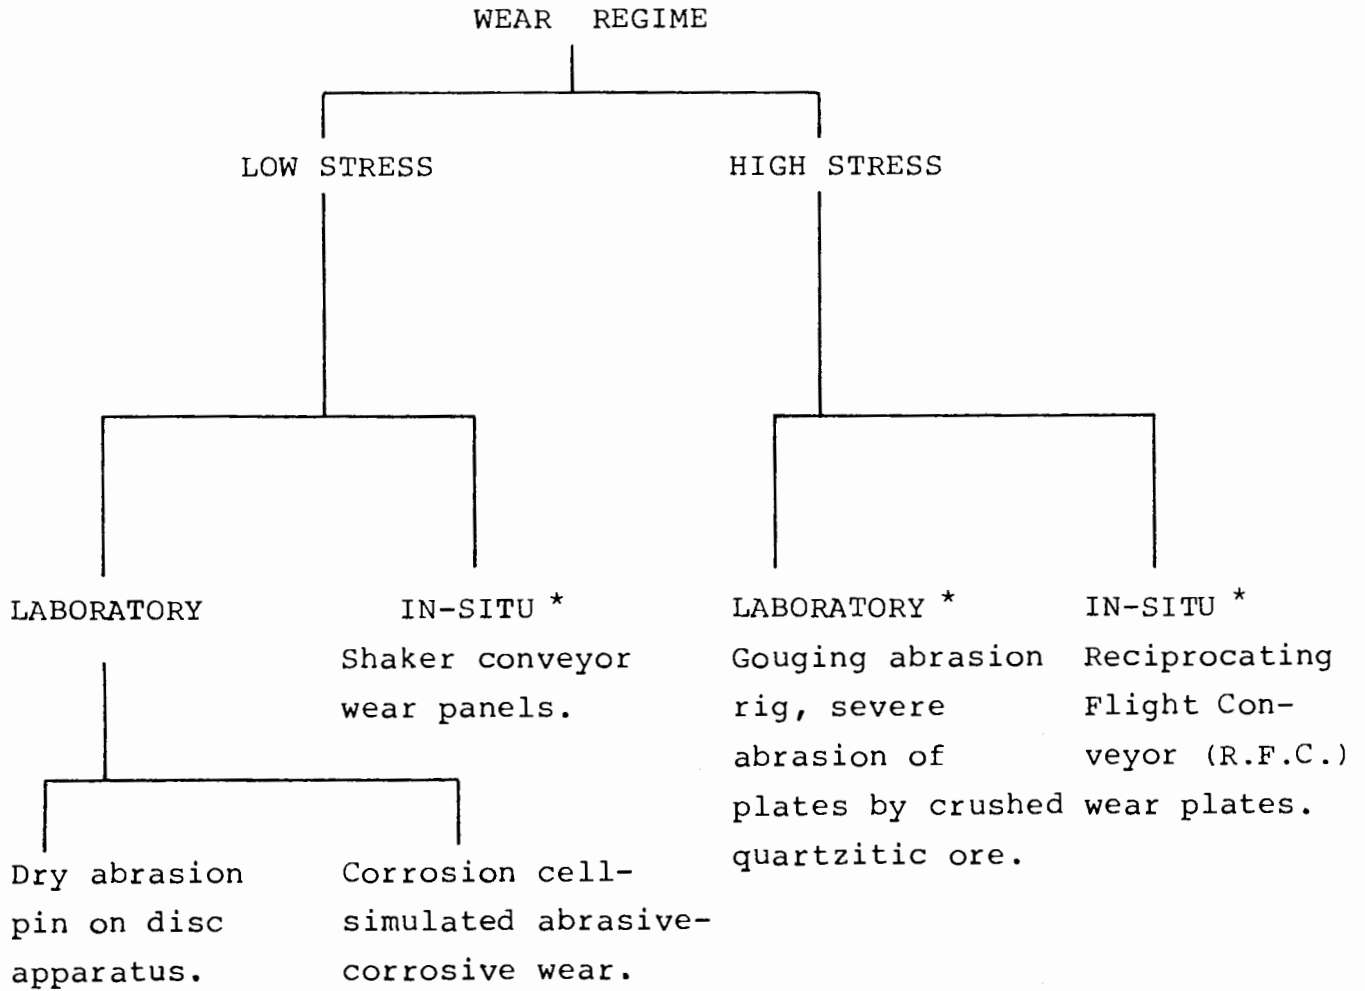 WEAR REGIME
LOW STRESS
HIGH STRESS
LABORATORY
IN-SITU *
Shaker conveyor
wear panels.
LABORATORY *
Gouging abrasion
rig, severe
abrasion of
plates by crushed
quartzitic ore.
IN-SITU *
Reciprocating
Flight Con-
veyor (R.F.C.)
wear plates.
Dry abrasion
pin on disc
apparatus.
Corrosion cell-
simulated abrasive-
corrosive wear.